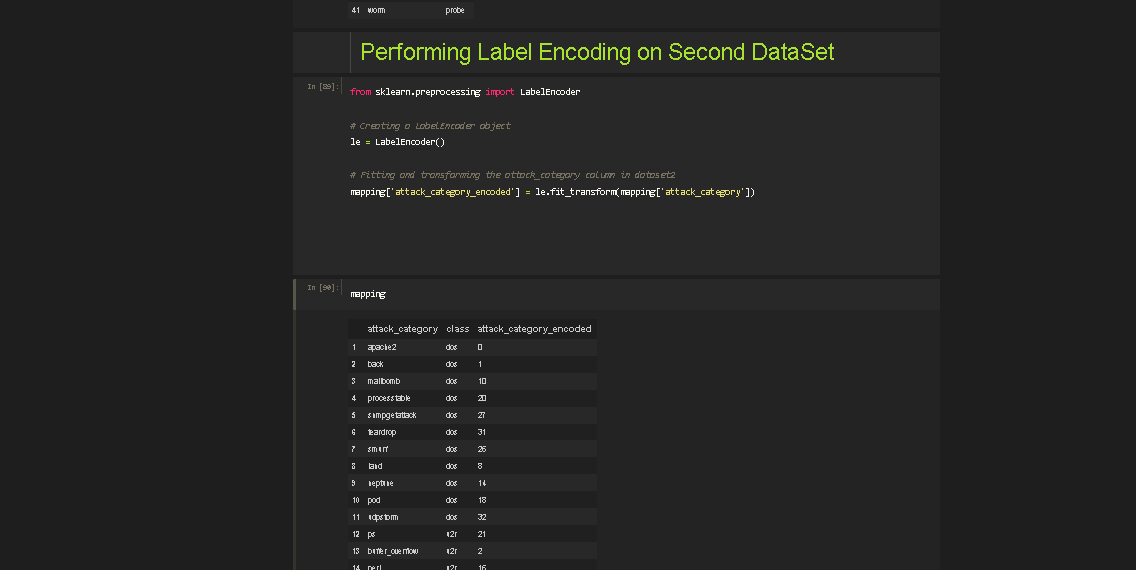 41 worm probe
Performing Label Encoding on Second DataSet
In [89]:
from sklearn.preprocessing import LabelEncoder
# Creating a LabelEncoder object
le = LabelEncoder()
# Fitting and transforming the attack_category column in dataset2
mapping['attack_category_encoded'] = le.fit_transform(mapping['attack_category'])
In [90]:
mapping
attack_category class attack_category_encoded
1 apache2 dos 0
2 back dos 1
3 mailbomb dos 10
4 processtable dos 20
5 snmpgetattack dos 27
6 teardrop dos 31
7 smurf dos 26
8 land dos 8
9 neptune dos 14
10 pod dos 18
11 udpstorm dos 32
12 ps u2r 21
13 buffer_overflow u2r 2
14 perl u2r 16